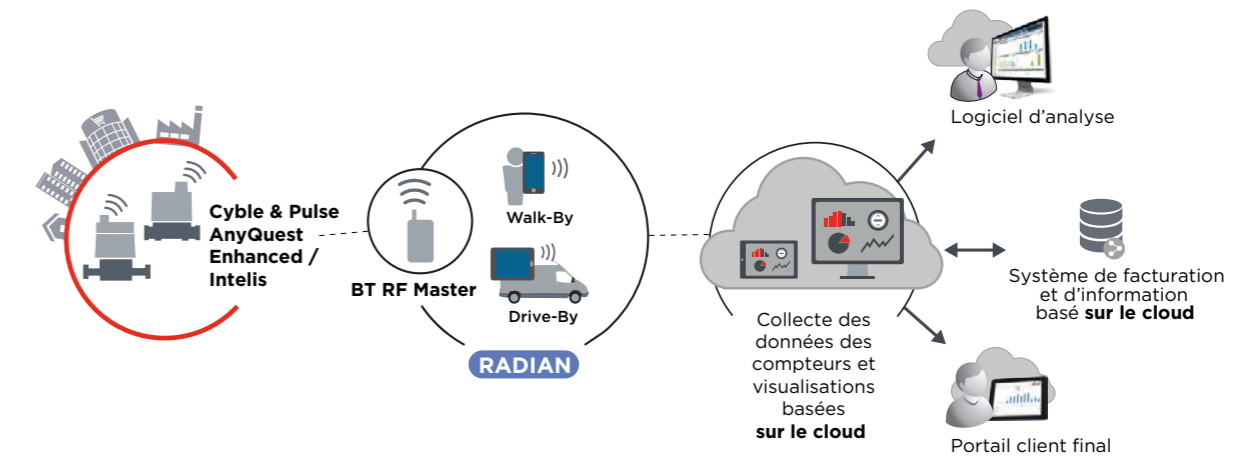 Cyble & Pulse
AnyQuest
Enhanced /
Intelis
BT RF Master
Walk-By
Drive-By
RADIAN
Collecte des
données des
compteurs et
visualisations
basées
sur le cloud
Logiciel d'analyse
Système de facturation
et d'information
basé sur le cloud
Portail client final